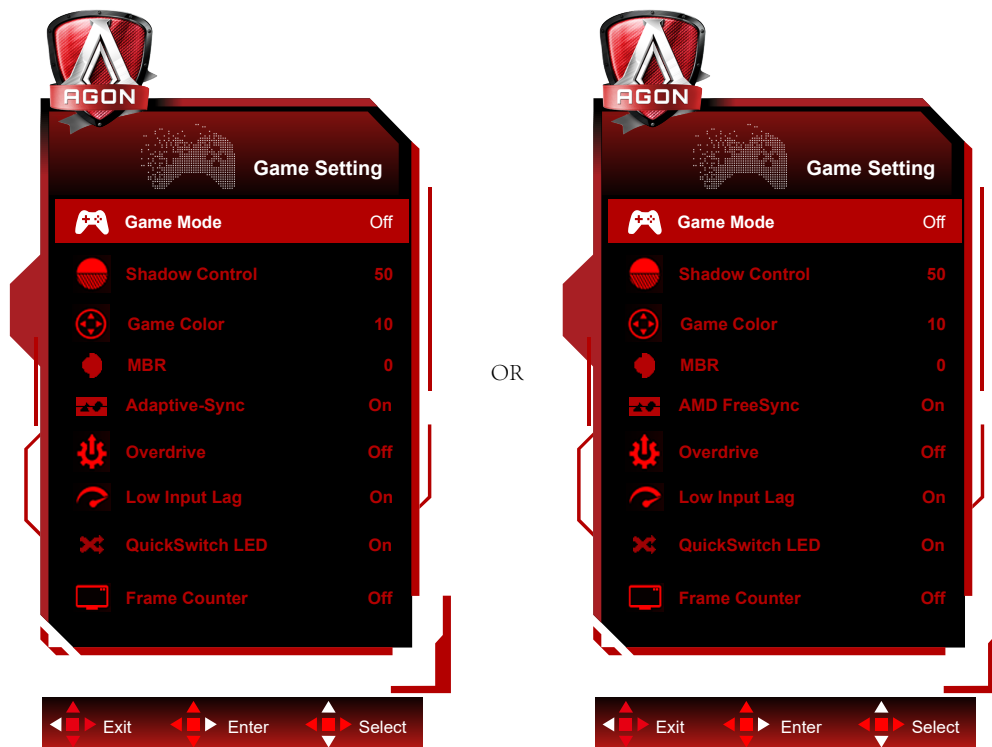 AGON
Game Setting
Game Mode Off
Shadow Control 50
Game Color 10
MBR 0
Adaptive-Sync On
Overdrive Off
Low Input Lag On
QuickSwitch LED On
Frame Counter Off
Exit Enter Select
OR
AGON
Game Setting
Game Mode Off
Shadow Control 50
Game Color 10
MBR 0
AMD FreeSync On
Overdrive Off
Low Input Lag On
QuickSwitch LED On
Frame Counter Off
Exit Enter Select